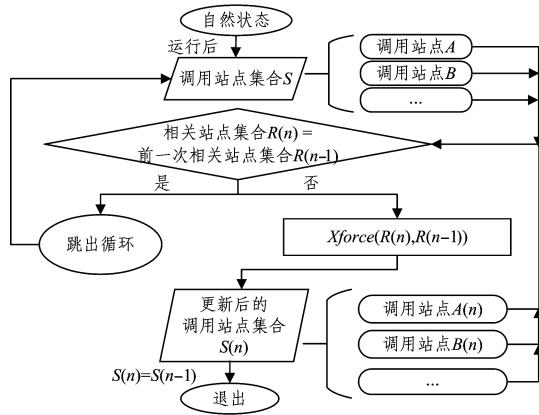 自然状态
运行后
调用站点集合S
调用站点A
调用站点B
...
相关站点集合R(n) =
前一次相关站点集合R(n-1)
是
否
跳出循环
Xforce(R(n),R(n-1))
更新后的
调用站点集合
S(n)
调用站点A(n)
调用站点B(n)
...
S(n)=S(n-1)
退出